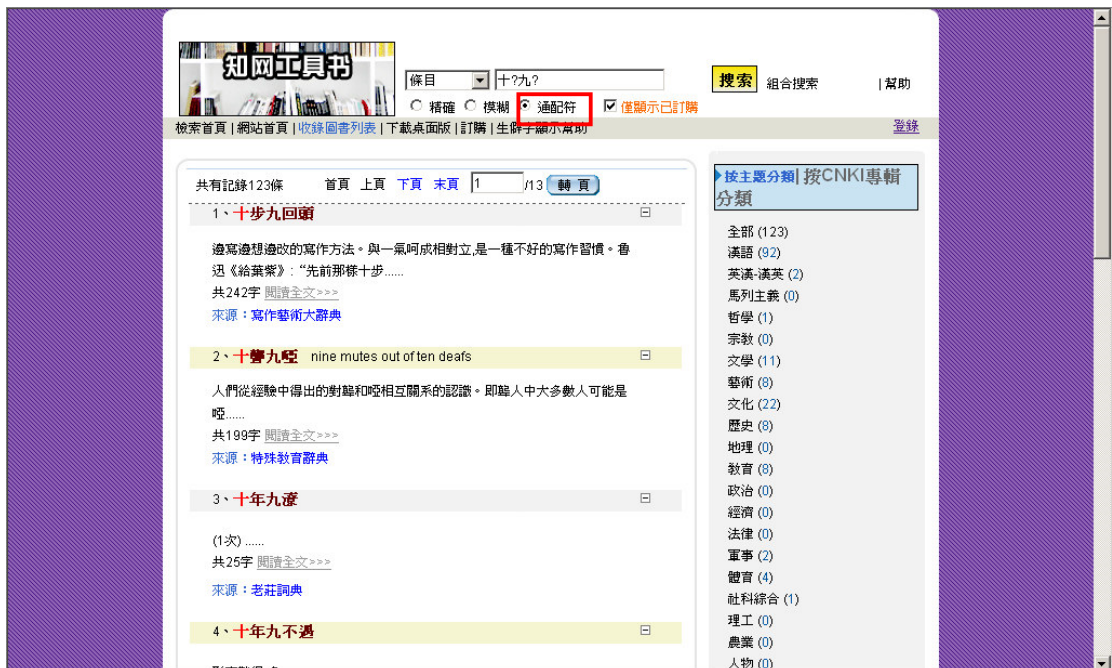 知网工具书
條目
十?九?
搜索 組合搜索 | 幫助
精確 模糊 通配符 僅顯示已訂購
檢索首頁 | 網站首頁 | 收錄圖書列表 | 下載桌面版 | 訂購 | 生僻字顯示幫助 登錄
共有記錄123條 首頁 上頁 下頁 末頁 1 /13 轉 頁
1、十步九回頭
邊寫邊想邊改的寫作方法。與一氣呵成相對立,是一種不好的寫作習慣。魯
迅《給葉紫》: “先前那樣十步......
共242字 閱讀全文>>>
來源：寫作藝術大辭典
2、十聾九啞 nine mutes out of ten deafs
人們從經驗中得出的對聾和啞相互關系的認識。即聾人中大多數人可能是
啞......
共199字 閱讀全文>>>
來源：特殊教育辭典
3、十年九潦
(1次) ......
共25字 閱讀全文>>>
來源：老莊詞典
4、十年九不遇
按主題分類| 按CNKI專輯
分類
全部 (123)
漢語 (92)
英漢-漢英 (2)
馬列主義 (0)
哲學 (1)
宗教 (0)
文學 (11)
藝術 (8)
文化 (22)
歷史 (8)
地理 (0)
教育 (8)
政治 (0)
經濟 (0)
法律 (0)
軍事 (2)
體育 (4)
社科綜合 (1)
理工 (0)
農業 (0)
人物 (0)